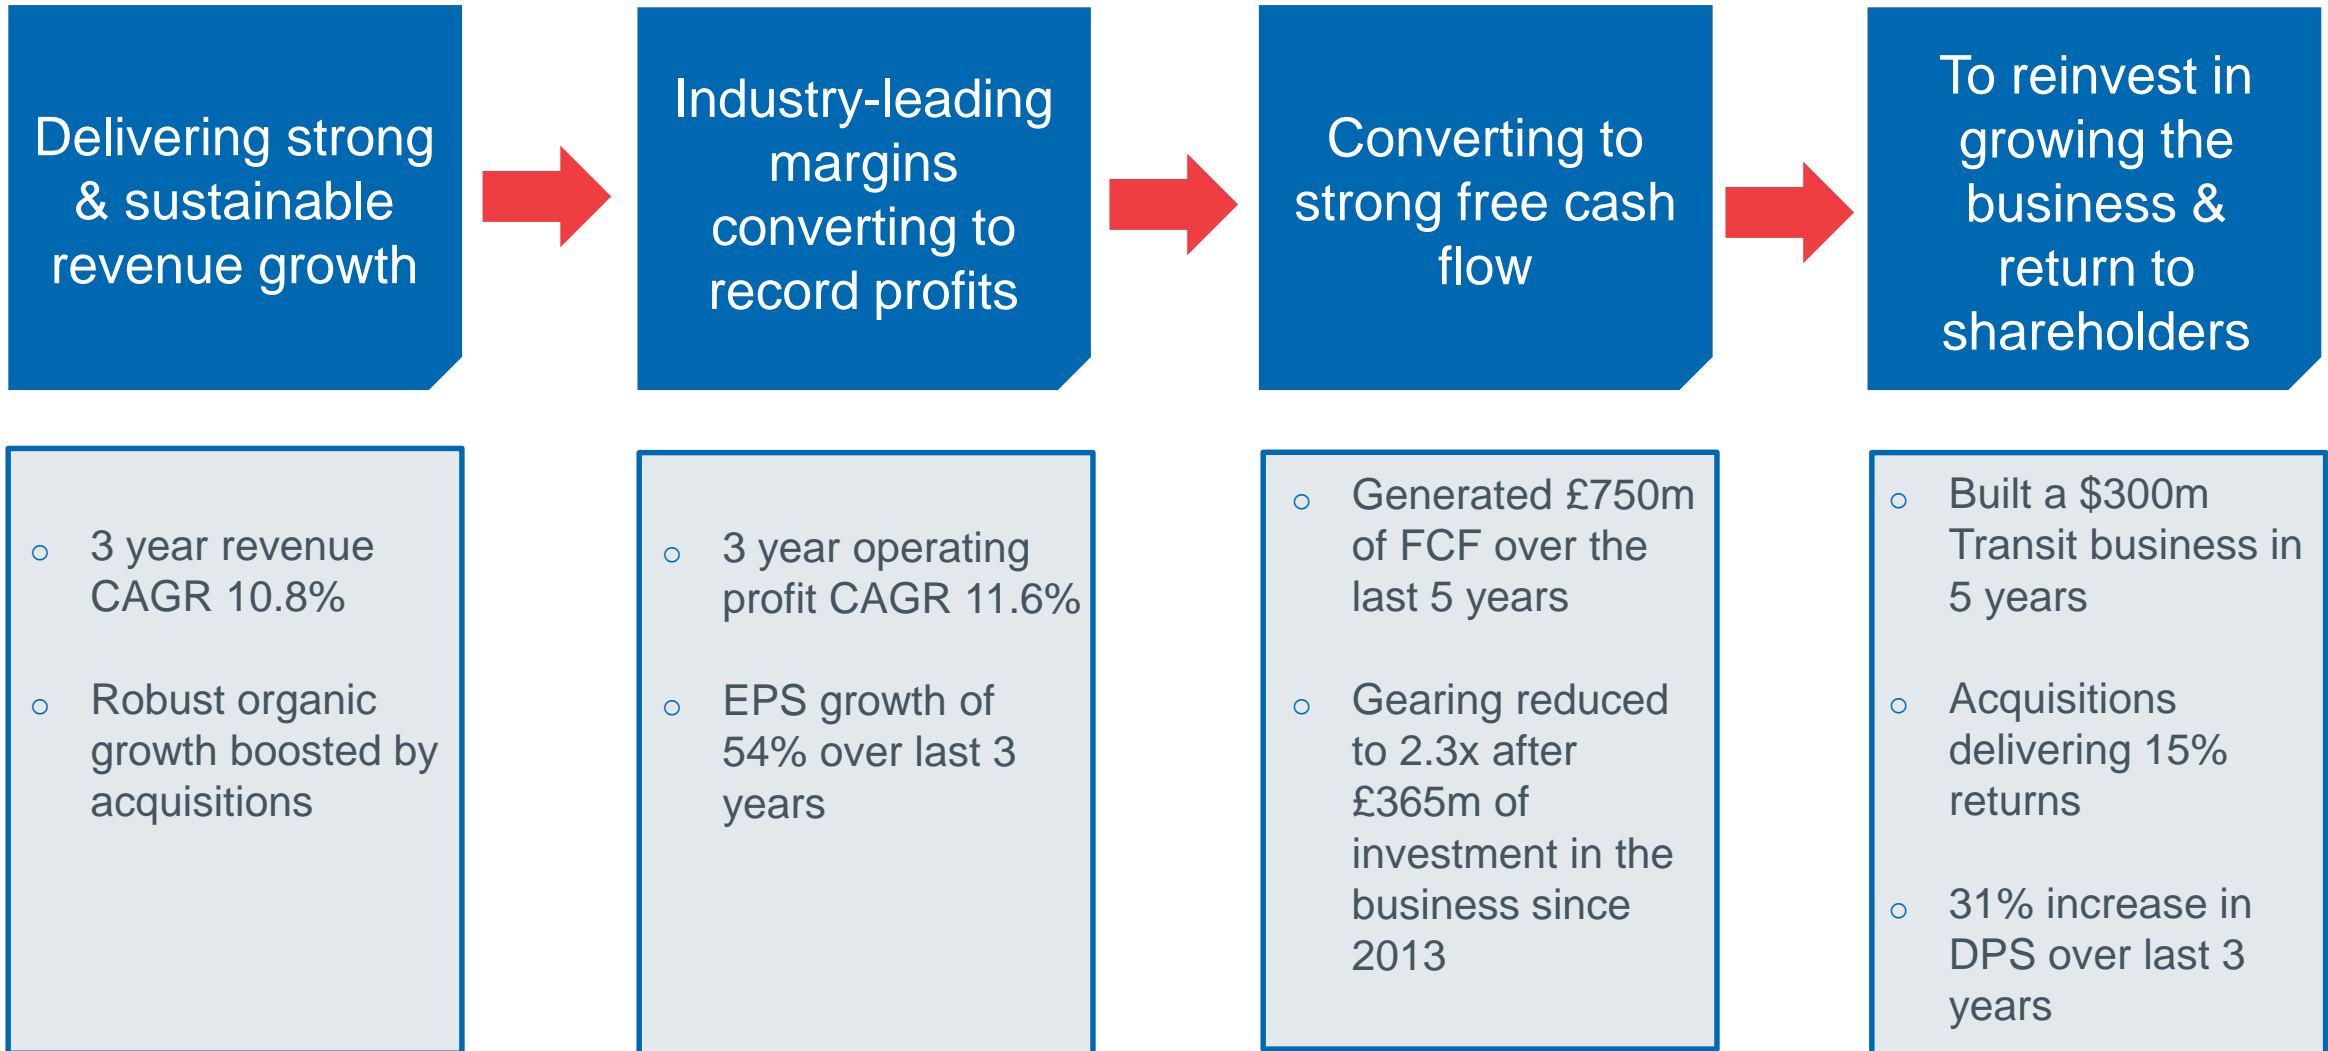 Delivering strong
& sustainable
revenue growth
Industry-leading
margins
converting to
record profits
Converting to
strong free cash
flow
To reinvest in
growing the
business &
return to
shareholders
3 year revenue
CAGR 10.8%
Robust organic
growth boosted by
acquisitions
3 year operating
profit CAGR 11.6%
EPS growth of
54% over last 3
years
Generated £750m
of FCF over the
last 5 years
Gearing reduced
to 2.3x after
£365m of
investment in the
business since
2013
Built a $300m
Transit business in
5 years
Acquisitions
delivering 15%
returns
31% increase in
DPS over last 3
years